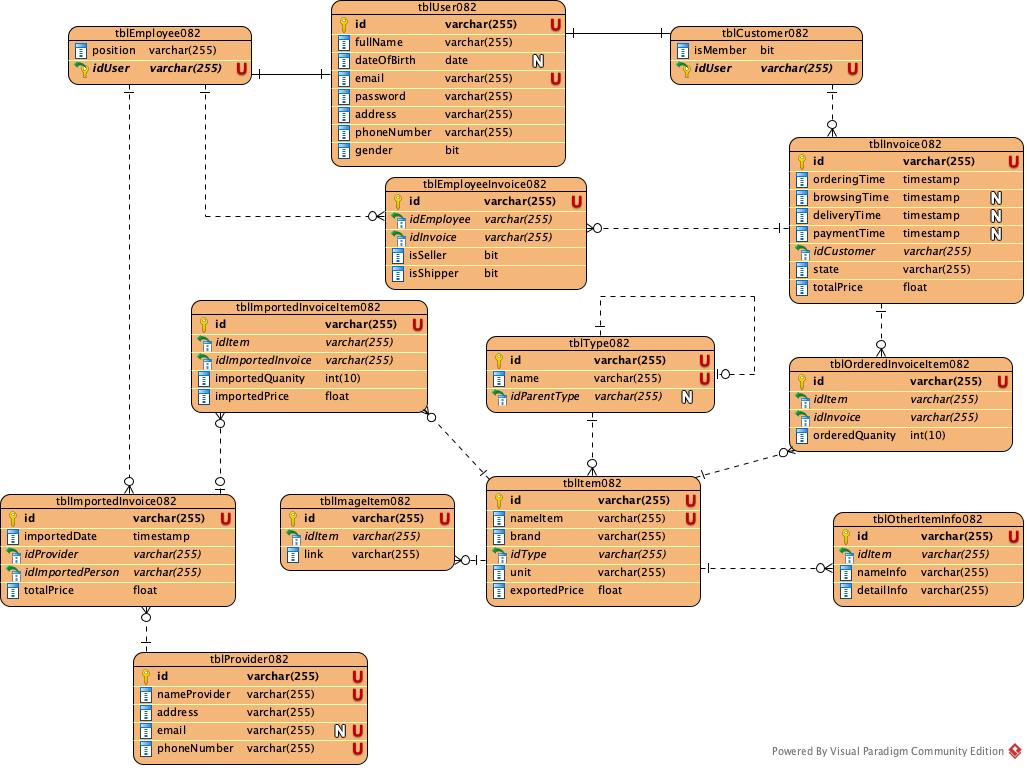 tblUser082
id varchar(255) U
fullName varchar(255)
dateOfBirth date N
email varchar(255) U
password varchar(255)
address varchar(255)
phoneNumber varchar(255)
gender bit
tblEmployee082
position varchar(255)
idUser varchar(255) U
tblCustomer082
isMember bit
idUser varchar(255) U
tblInvoice082
id varchar(255) U
orderingTime timestamp
browsingTime timestamp N
deliveryTime timestamp N
paymentTime timestamp N
idCustomer varchar(255)
state varchar(255)
totalPrice float
tblEmployeeInvoice082
id varchar(255) U
idEmployee varchar(255)
idInvoice varchar(255)
isSeller bit
isShipper bit
tblImportedInvoiceItem082
id varchar(255) U
idItem varchar(255)
idImportedInvoice varchar(255)
importedQuanity int(10)
importedPrice float
tblType082
id varchar(255) U
name varchar(255) U
idParentType varchar(255) N
tblOrderedInvoiceItem082
id varchar(255) U
idItem varchar(255)
idInvoice varchar(255)
orderedQuanity int(10)
tblImportedInvoice082
id varchar(255) U
importedDate timestamp
idProvider varchar(255)
idImportedPerson varchar(255)
totalPrice float
tblImageItem082
id varchar(255) U
idItem varchar(255)
link varchar(255)
tblItem082
id varchar(255) U
nameItem varchar(255) U
brand varchar(255)
idType varchar(255)
unit varchar(255)
exportedPrice float
tblOtherItemInfo082
id varchar(255) U
idItem varchar(255)
nameInfo varchar(255)
detailInfo varchar(255)
tblProvider082
id varchar(255) U
nameProvider varchar(255) U
address varchar(255)
email varchar(255) N U
phoneNumber varchar(255) U
Powered By Visual Paradigm Community Edition